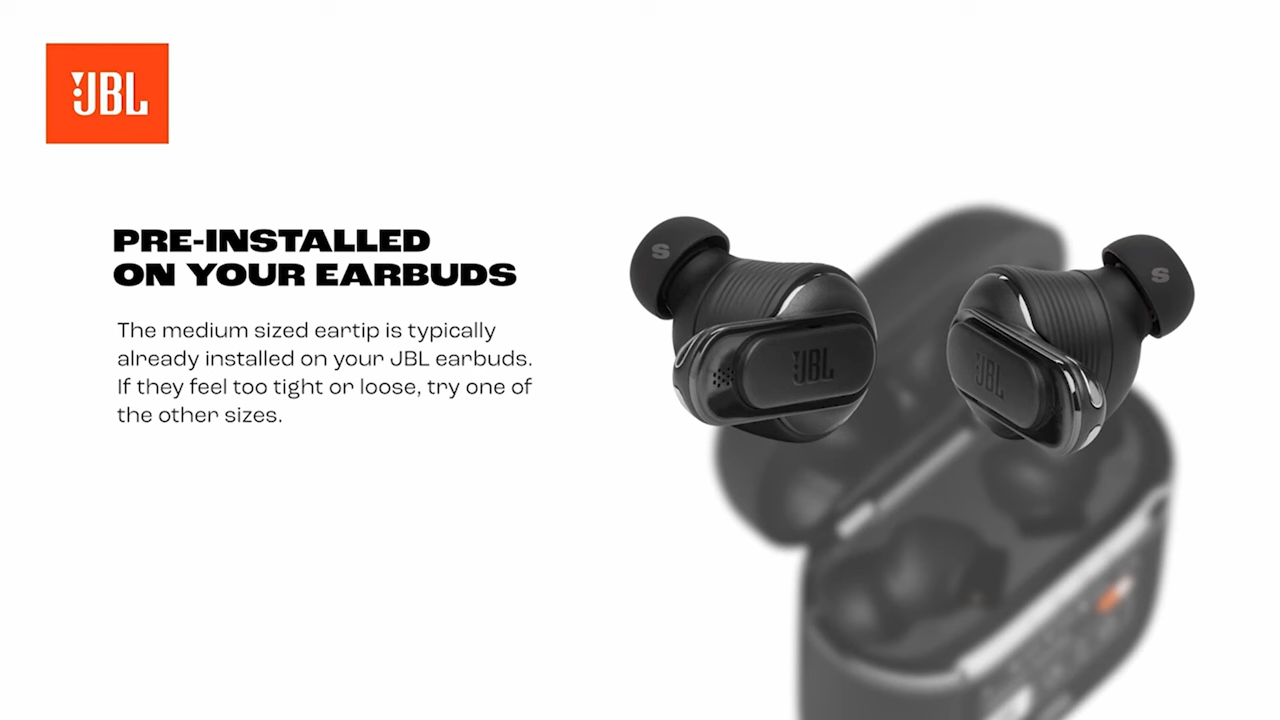 JBL
PRE-INSTALLED
ON YOUR EARBUDS
The medium sized eartip is typically
already installed on your JBL earbuds.
If they feel too tight or loose, try one of
the other sizes.
S
S
JBL
JBL